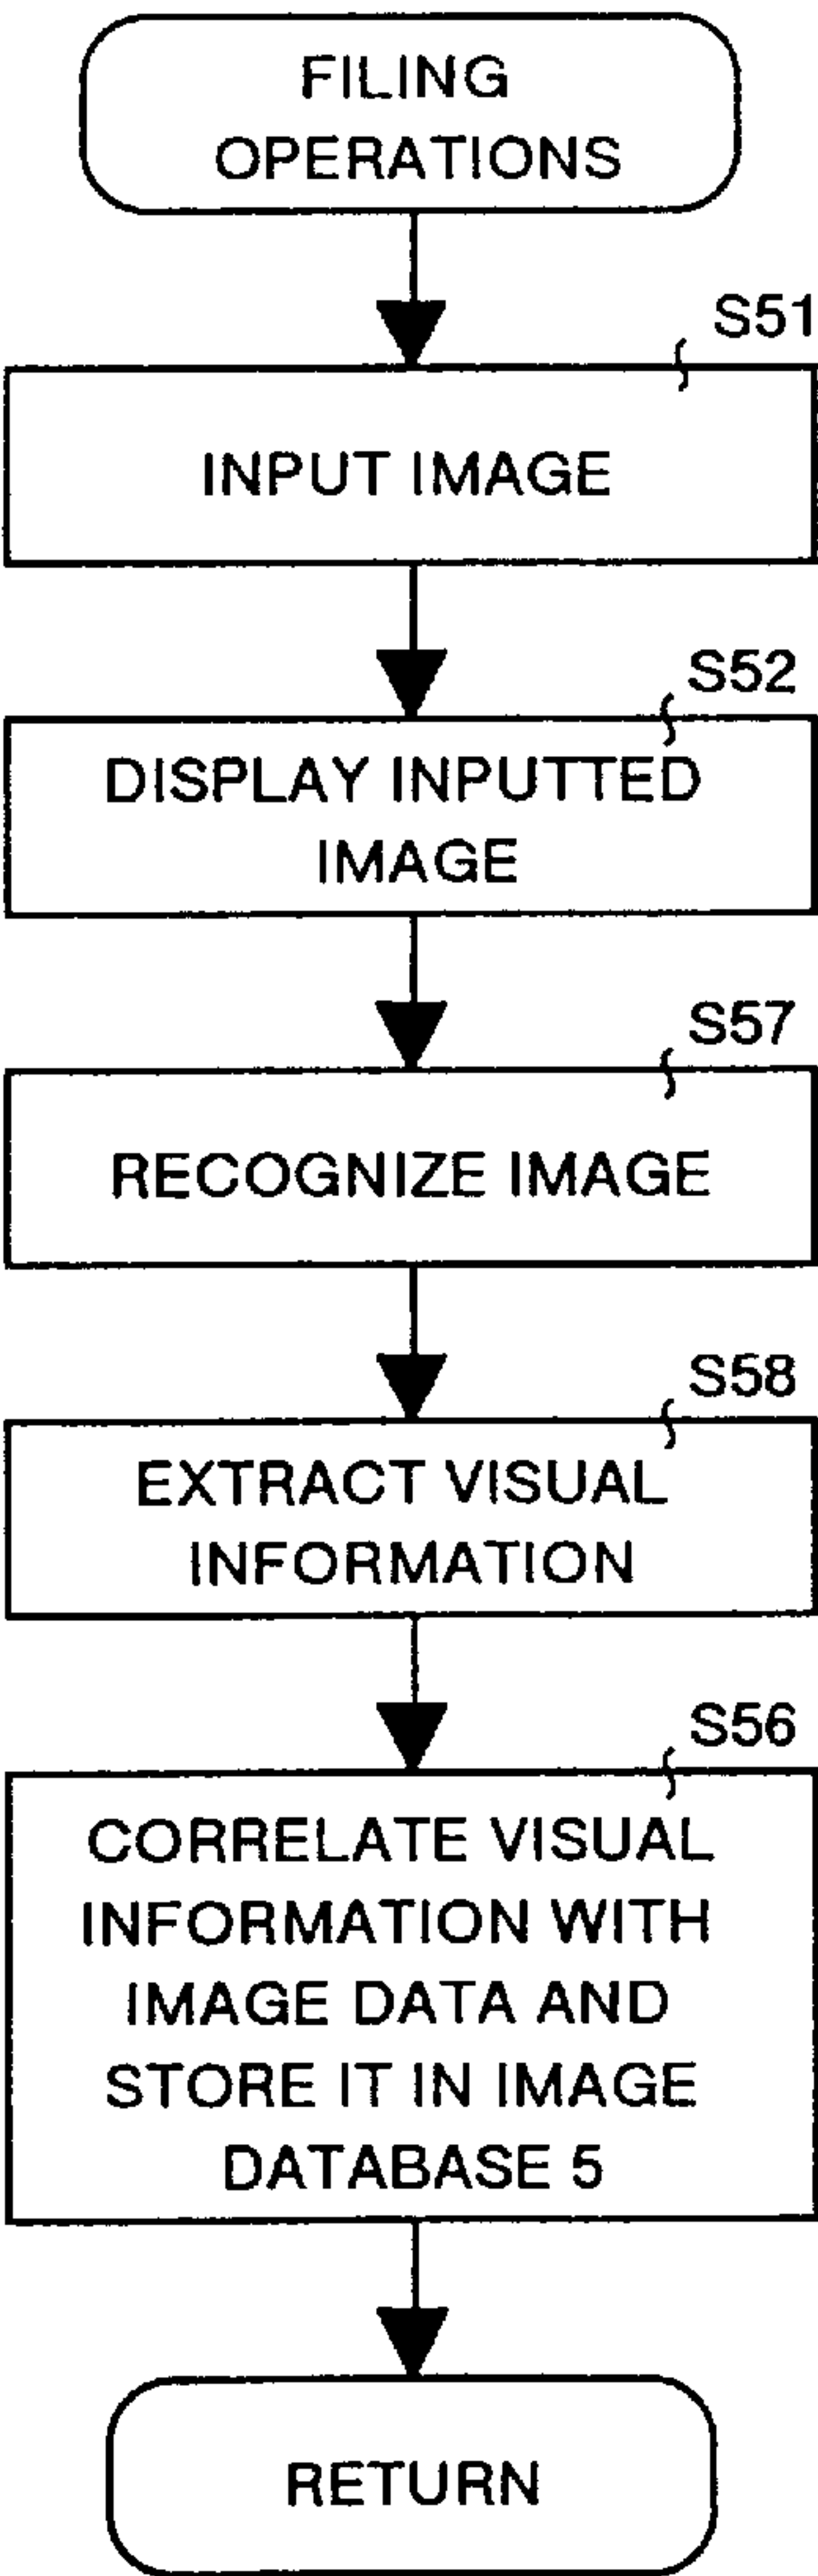 FILING
OPERATIONS
S51
INPUT IMAGE
S52
DISPLAY INPUTTED
IMAGE
S57
RECOGNIZE IMAGE
S58
EXTRACT VISUAL
INFORMATION
S56
CORRELATE VISUAL
INFORMATION WITH
IMAGE DATA AND
STORE IT IN IMAGE
DATABASE 5
RETURN